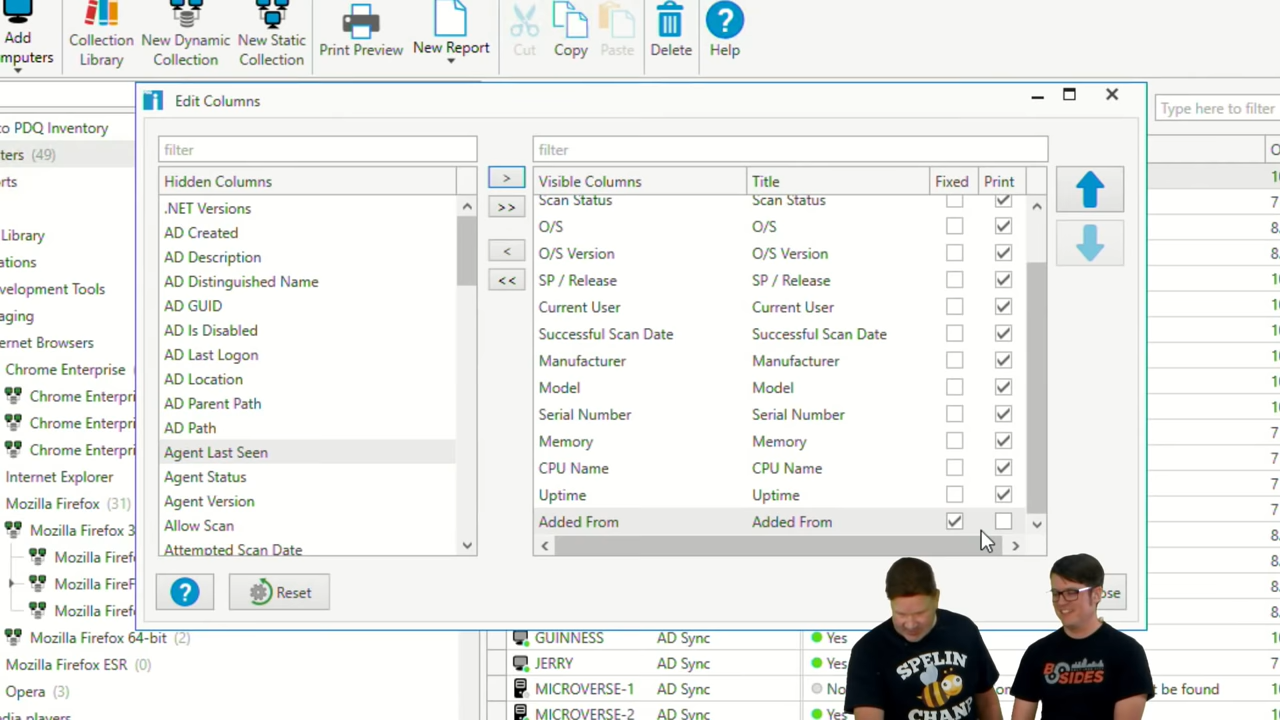 Add
mputers
Collection
Library
New Dynamic
Collection
New Static
Collection
Print Preview
New Report
Cut
Copy
Paste
Delete
Help
Edit Columns
to PDQ Inventory
ters (49)
rts
Library
ations
velopment Tools
aging
ernet Browsers
Chrome Enterprise
Chrome Enterpri
Chrome Enterpri
Chrome Enterpri
Internet Explorer
Mozilla Firefox (31)
Mozilla Firefox 3
Mozilla Firef
Mozilla FireF
Mozilla Firef
Mozilla Firefox 64-bit (2)
Mozilla Firefox ESR (0)
Opera (3)
edia players
filter
Hidden Columns
.NET Versions
AD Created
AD Description
AD Distinguished Name
AD GUID
AD Is Disabled
AD Last Logon
AD Location
AD Parent Path
AD Path
Agent Last Seen
Agent Status
Agent Version
Allow Scan
Attempted Scan Date
> 
>>
<
<<
filter
Visible Columns Title Fixed Print
Scan Status Scan Status
O/S O/S
O/S Version O/S Version
SP / Release SP / Release
Current User Current User
Successful Scan Date Successful Scan Date
Manufacturer Manufacturer
Model Model
Serial Number Serial Number
Memory Memory
CPU Name CPU Name
Uptime Uptime
Added From Added From
? Reset
ose
Type here to filter
GUINNESS AD Sync Yes
JERRY AD Sync Yes
MICROVERSE-1 AD Sync No
t be found
MICROVERSE-2 AD Sync Yes
SPELIN
CHAMP
BSIDES